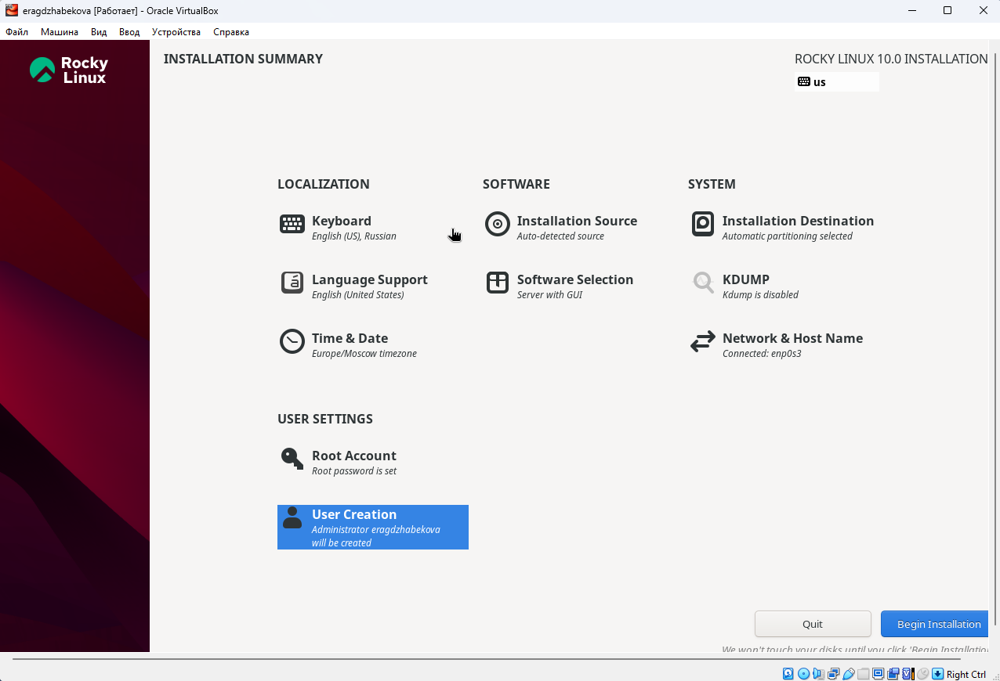 eragdzhabekova [Работает] - Oracle VirtualBox
Файл Машина Вид Ввод Устройства Справка
Rocky
Linux
INSTALLATION SUMMARY
ROCKY LINUX 10.0 INSTALLATION
us
LOCALIZATION
SOFTWARE
SYSTEM
Keyboard
English (US), Russian
Installation Source
Auto-detected source
Installation Destination
Automatic partitioning selected
Language Support
English (United States)
Software Selection
Server with GUI
KDUMP
Kdump is disabled
Time & Date
Europe/Moscow timezone
Network & Host Name
Connected: enp0s3
USER SETTINGS
Root Account
Root password is set
User Creation
Administrator eragdzhabekova
will be created
Quit
Begin Installation
We won't touch your disks until you click 'Begin Installatio
Right Ctrl